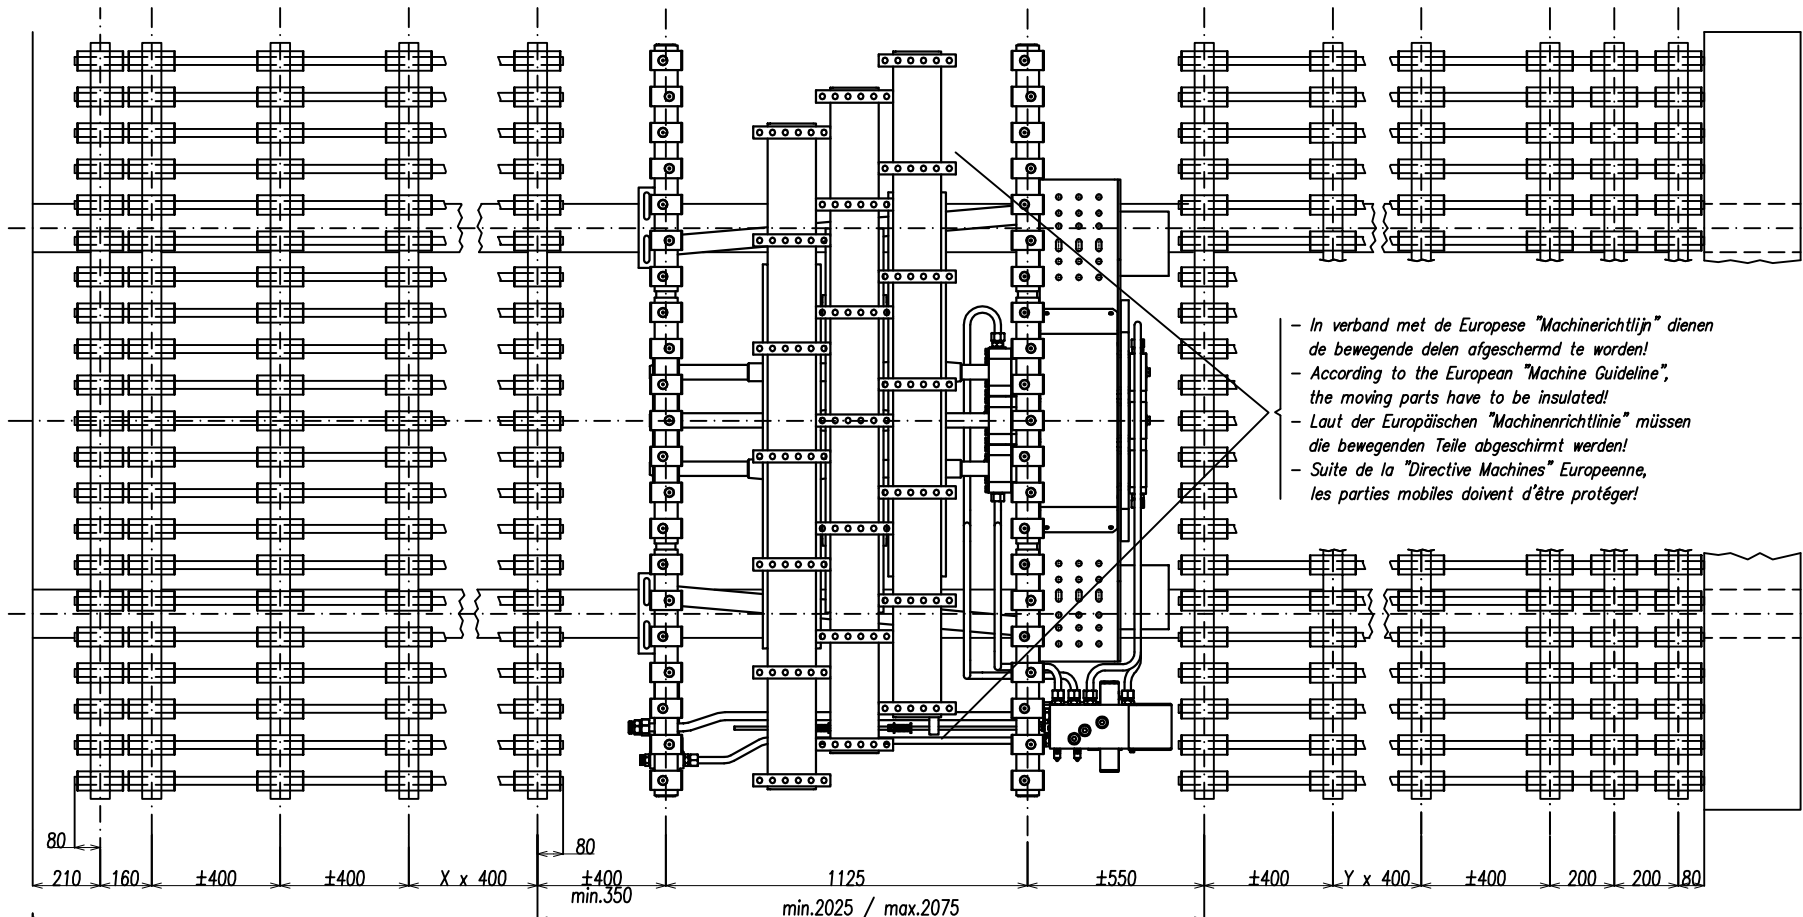 - In verband met de Europese "Machinerichtlijn" dienen
de bewegende delen afgeschermd te worden!
- According to the European "Machine Guideline",
the moving parts have to be insulated!
- Laut der Europäischen "Machinenrichtlinie" müssen
die bewegenden Teile abgeschirmt werden!
- Suite de la "Directive Machines" Europeenne,
les parties mobiles doivent d'être protéger!
80
80
210 160 ±400 ±400 X x 400 ±400 1125 ±550 ±400 Y x 400 ±400 200 200 80
min.350
min.2025 / max.2075